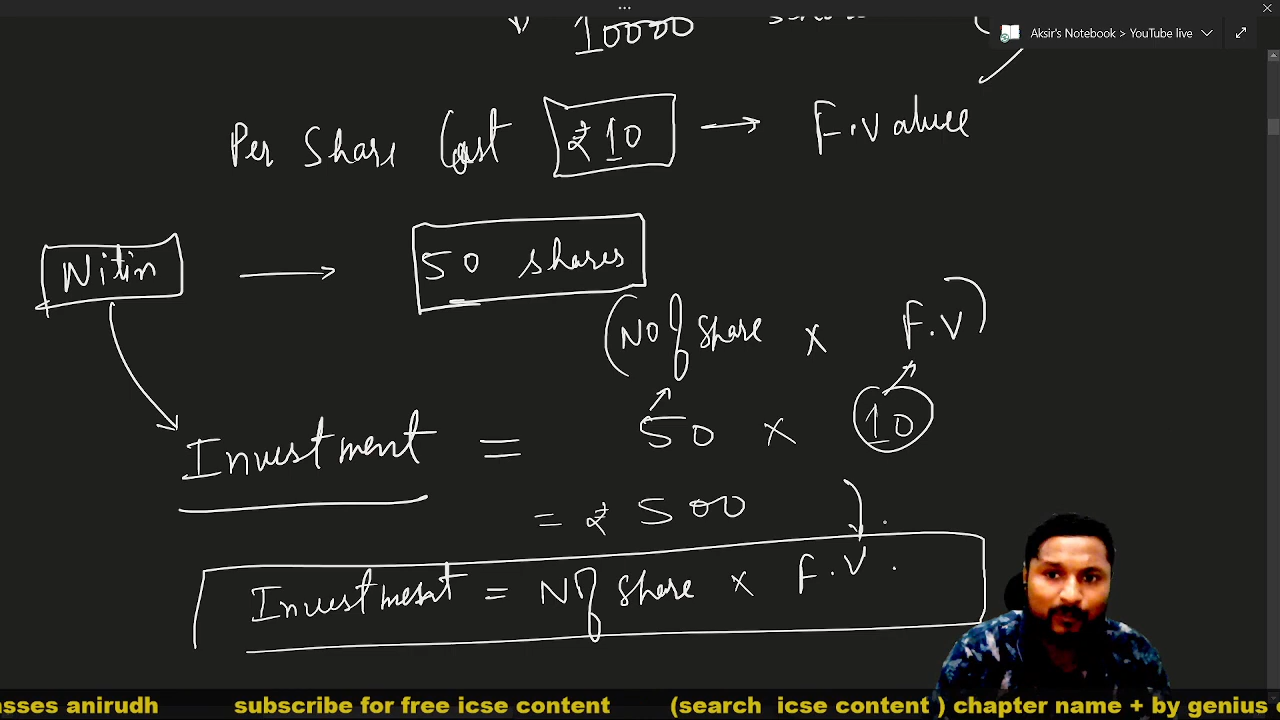 10000
Aksir's Notebook > YouTube live
Per Share Cost ₹10 → F.value
Nitin → 50 shares
(No of share x F.V)
Investment = 50 x 10
= ₹ 500
Investment = No of share x F.V.
asses anirudh subscribe for free icse content (search icse content ) chapter name + by genius